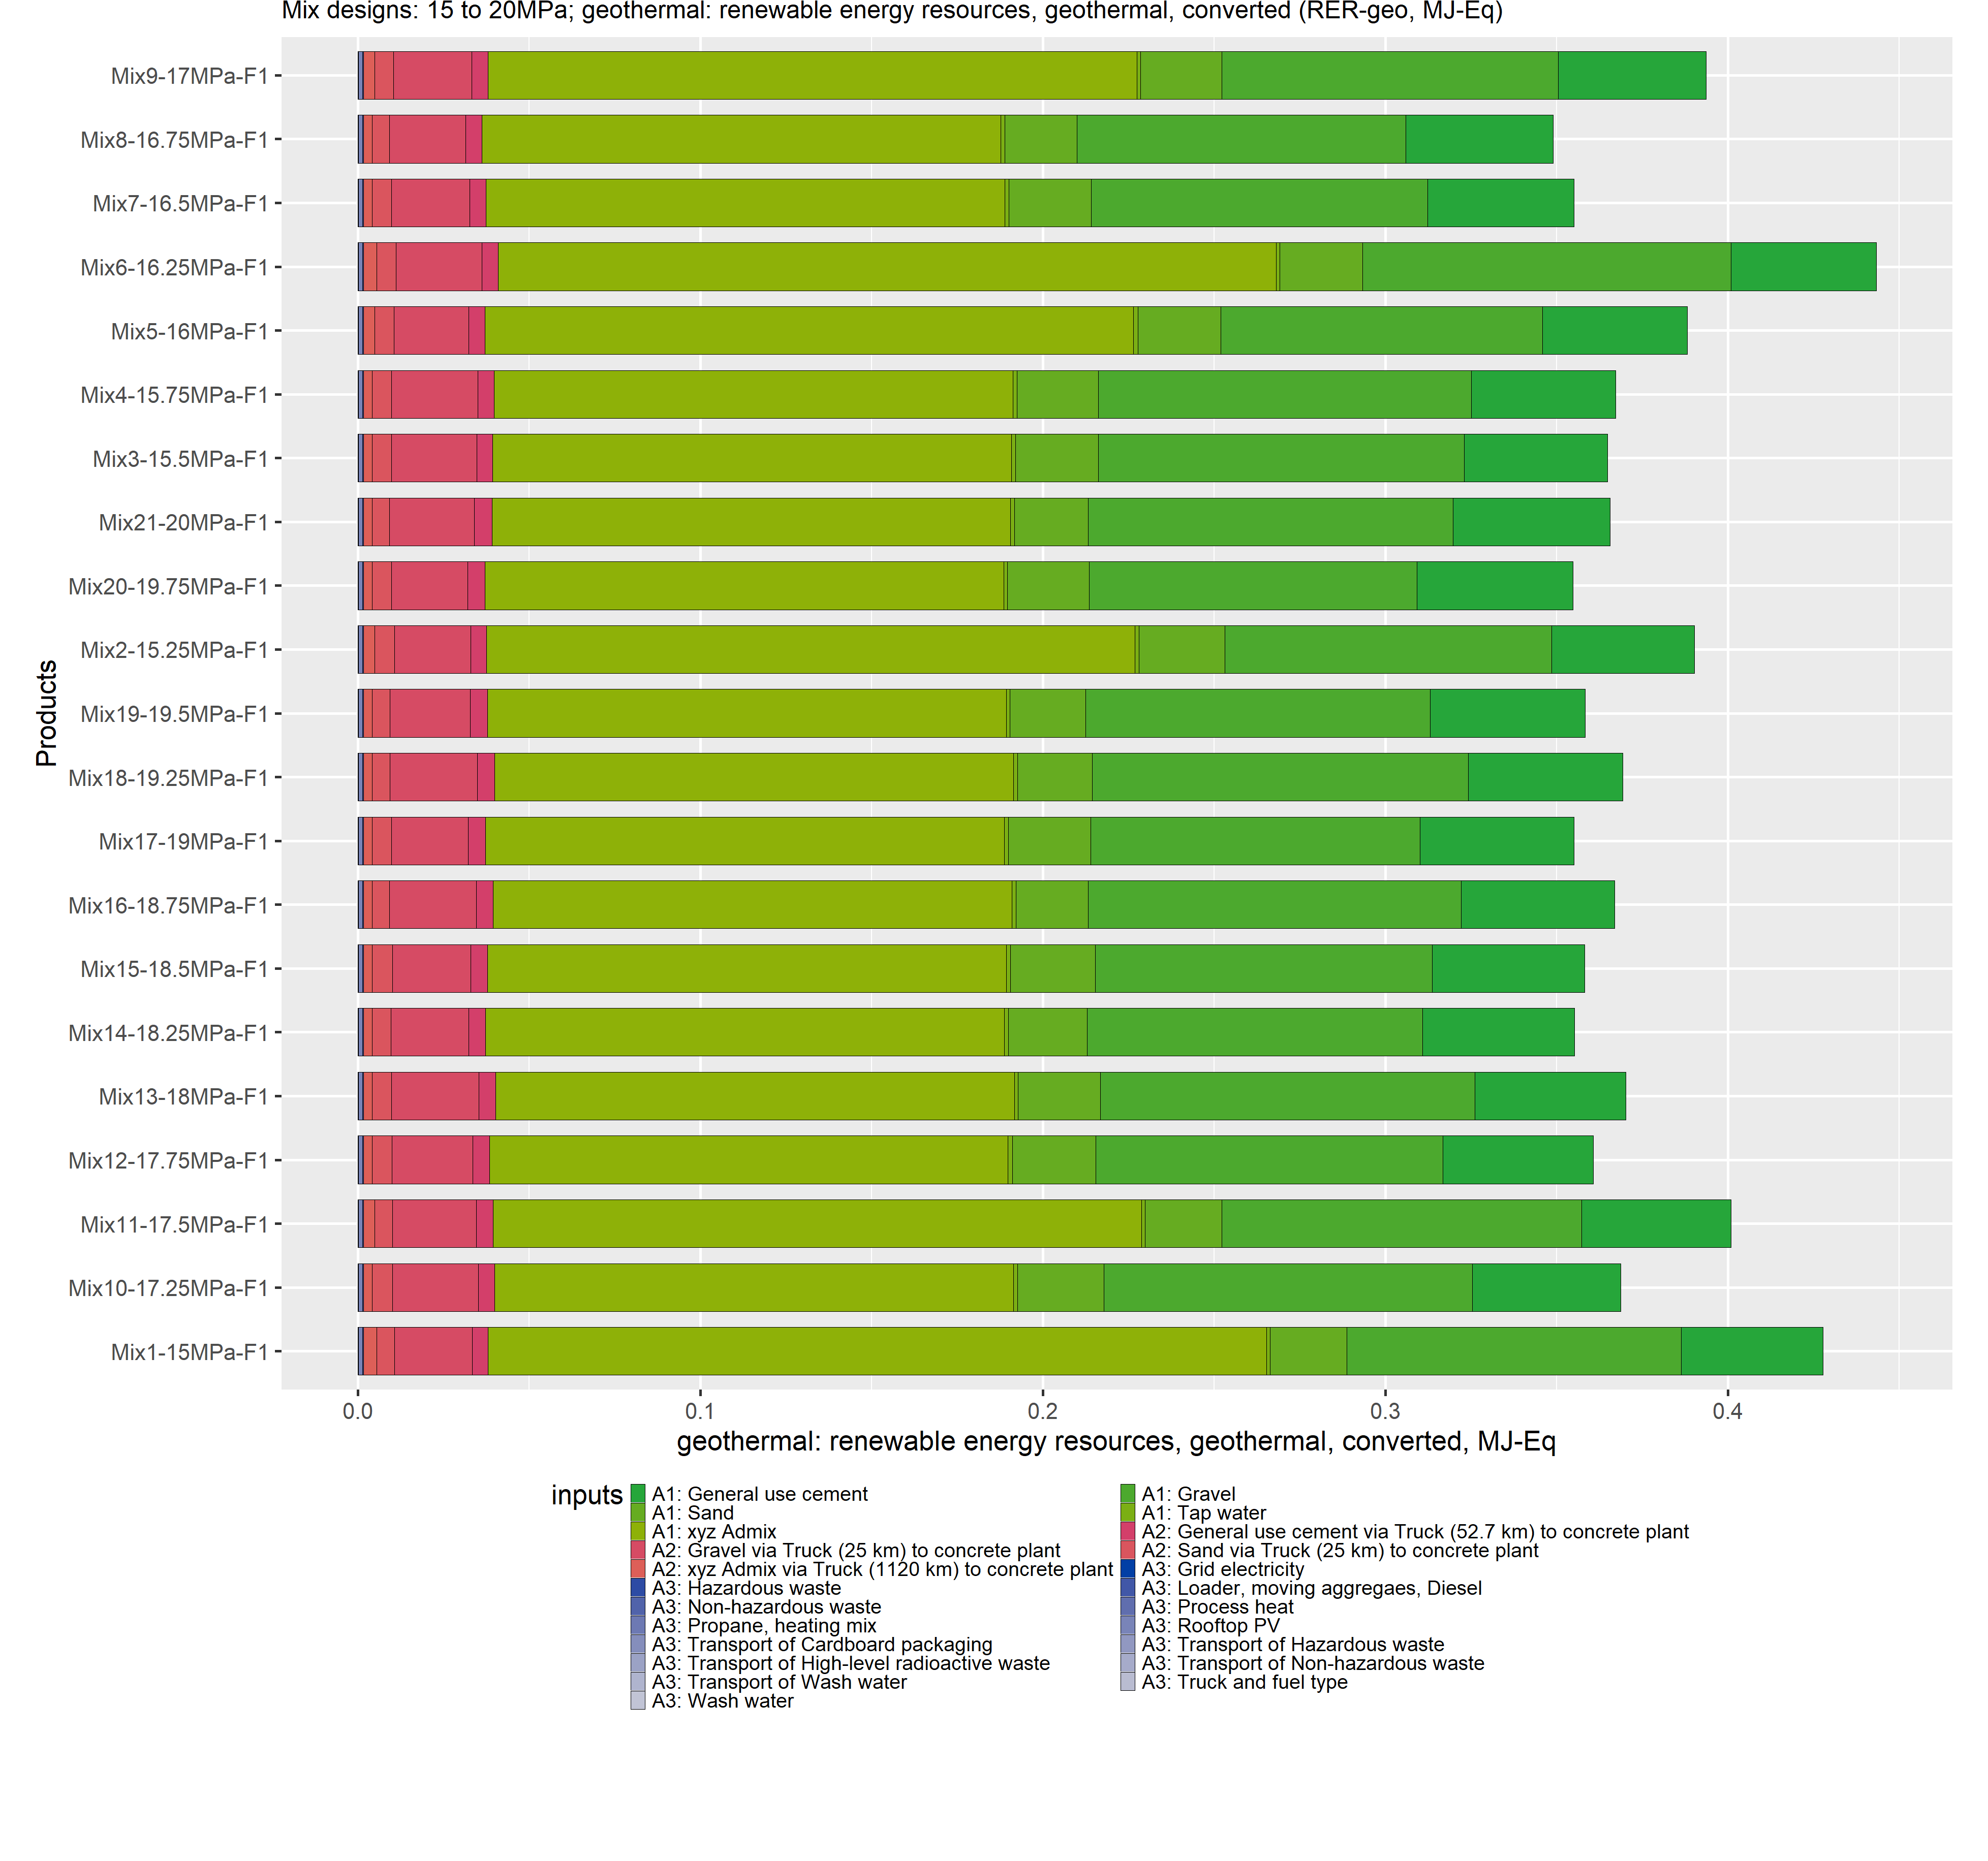 Mix designs: 15 to 20MPa; geothermal: renewable energy resources, geothermal, converted (RER-geo, MJ-Eq)
Products
Mix9-17MPa-F1
Mix8-16.75MPa-F1
Mix7-16.5MPa-F1
Mix6-16.25MPa-F1
Mix5-16MPa-F1
Mix4-15.75MPa-F1
Mix3-15.5MPa-F1
Mix21-20MPa-F1
Mix20-19.75MPa-F1
Mix2-15.25MPa-F1
Mix19-19.5MPa-F1
Mix18-19.25MPa-F1
Mix17-19MPa-F1
Mix16-18.75MPa-F1
Mix15-18.5MPa-F1
Mix14-18.25MPa-F1
Mix13-18MPa-F1
Mix12-17.75MPa-F1
Mix11-17.5MPa-F1
Mix10-17.25MPa-F1
Mix1-15MPa-F1
0.0 0.1 0.2 0.3 0.4
geothermal: renewable energy resources, geothermal, converted, MJ-Eq
inputs
A1: General use cement A1: Gravel
A1: Sand A1: Tap water
A1: xyz Admix A2: General use cement via Truck (52.7 km) to concrete plant
A2: Gravel via Truck (25 km) to concrete plant A2: Sand via Truck (25 km) to concrete plant
A2: xyz Admix via Truck (1120 km) to concrete plant A3: Grid electricity
A3: Hazardous waste A3: Loader, moving aggregaes, Diesel
A3: Non-hazardous waste A3: Process heat
A3: Propane, heating mix A3: Rooftop PV
A3: Transport of Cardboard packaging A3: Transport of Hazardous waste
A3: Transport of High-level radioactive waste A3: Transport of Non-hazardous waste
A3: Transport of Wash water A3: Truck and fuel type
A3: Wash water